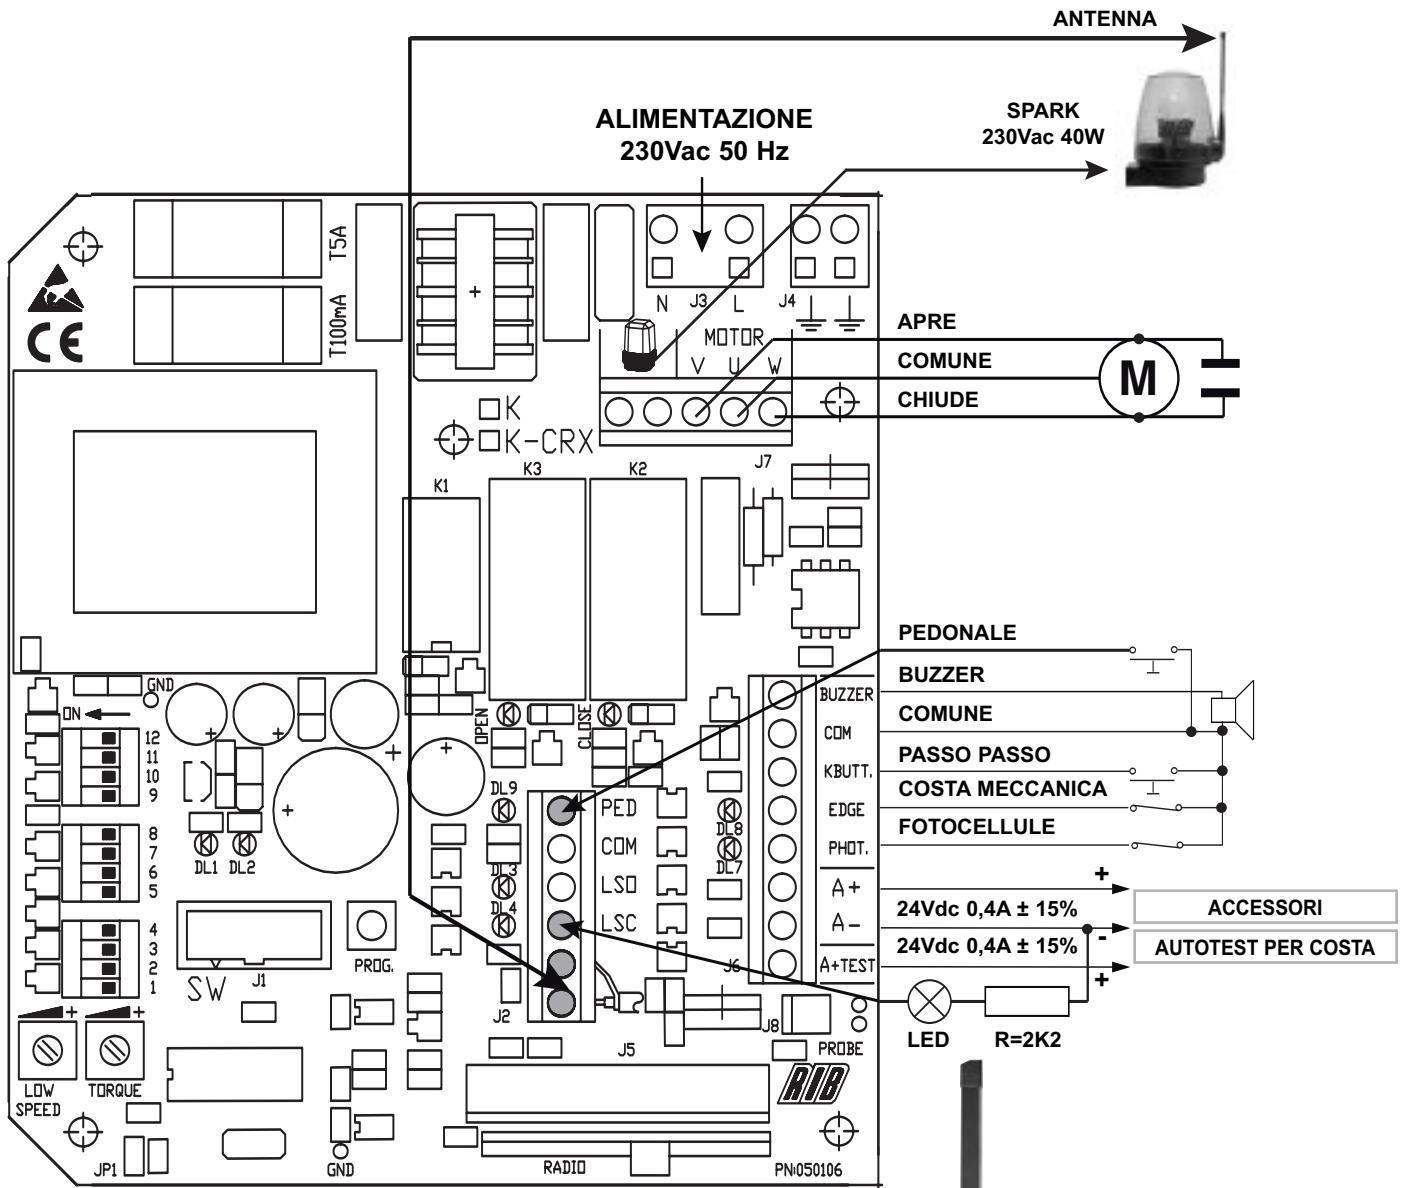 ANTENNA
ALIMENTAZIONE
230Vac 50 Hz
SPARK
230Vac 40W
T5A
T100mA
CE
N J3 L J4
MOTOR
V U W
APRE
COMUNE
CHIUDE
M
K
K-CRX
J7
K1
K3
K2
PEDONALE
BUZZER
COMUNE
PASSO PASSO
COSTA MECCANICA
FOTOCELLULE
BUZZER
COM
KBUTT.
EDGE
PHOT.
A+
A-
A+TEST
J6
GND
ON
12
11
10
9
8
7
6
5
4
3
2
1
OPEN
CLOSE
DL9
DL3
DL4
DL8
DL7
DL1 DL2
PED
COM
LSO
LSC
+
24Vdc 0,4A ± 15%
ACCESSORI
-
24Vdc 0,4A ± 15%
AUTOTEST PER COSTA
+
LED
R=2K2
SW
J1
PROG.
J2
J5
J8
PROBE
LOW
SPEED
TORQUE
RIB
JP1
GND
RADIO
PN:050106